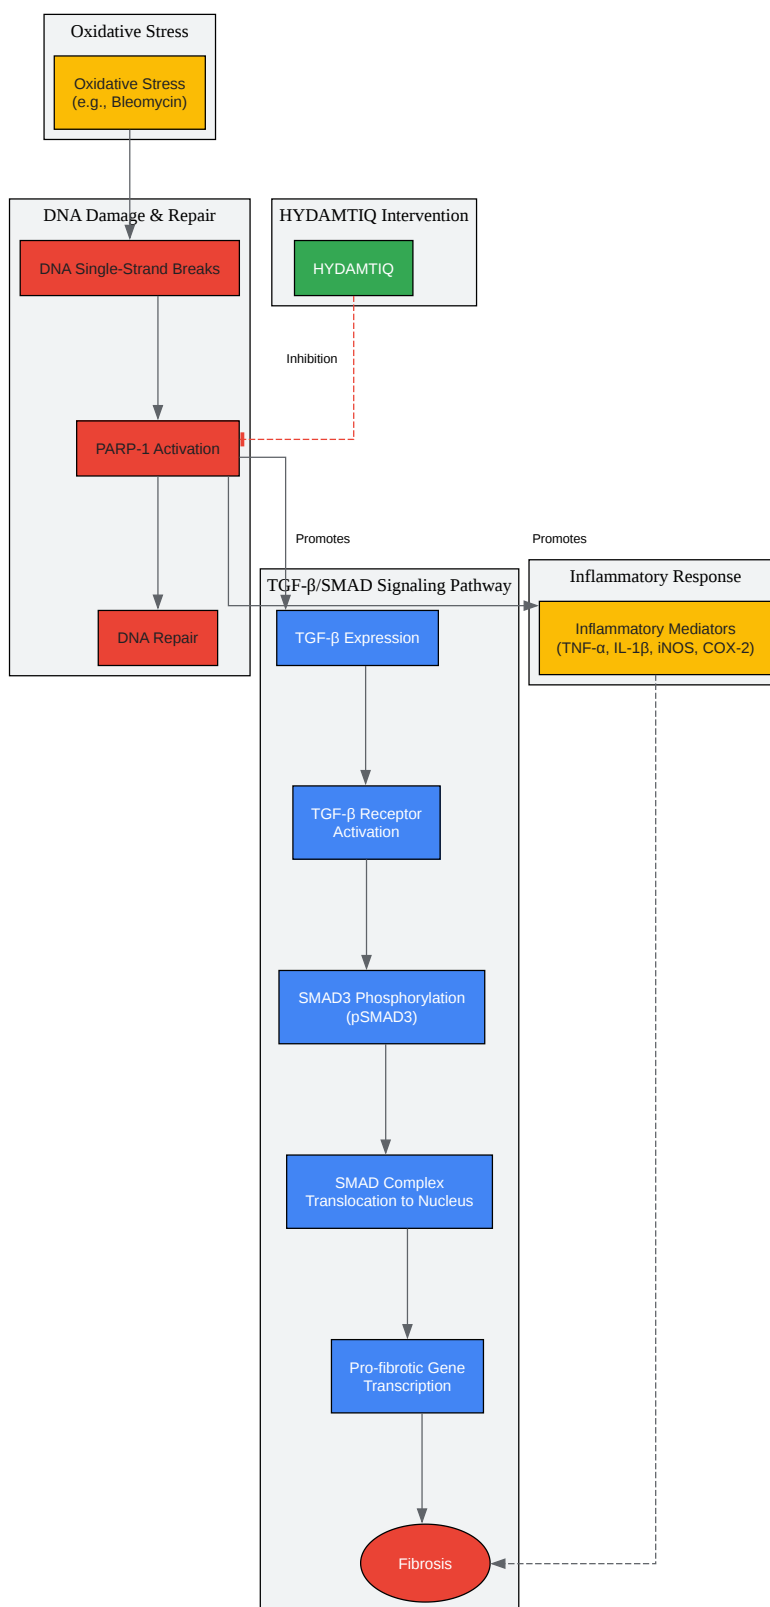 Oxidative Stress
Oxidative Stress
(e.g., Bleomycin)
DNA Damage & Repair
HYDAMTIQ Intervention
DNA Single-Strand Breaks
HYDAMTIQ
Inhibition
PARP-1 Activation
Promotes
Promotes
TGF-β/SMAD Signaling Pathway
Inflammatory Response
DNA Repair
TGF-β Expression
Inflammatory Mediators
(TNF-α, IL-1β, iNOS, COX-2)
TGF-β Receptor
Activation
SMAD3 Phosphorylation
(pSMAD3)
SMAD Complex
Translocation to Nucleus
Pro-fibrotic Gene
Transcription
Fibrosis